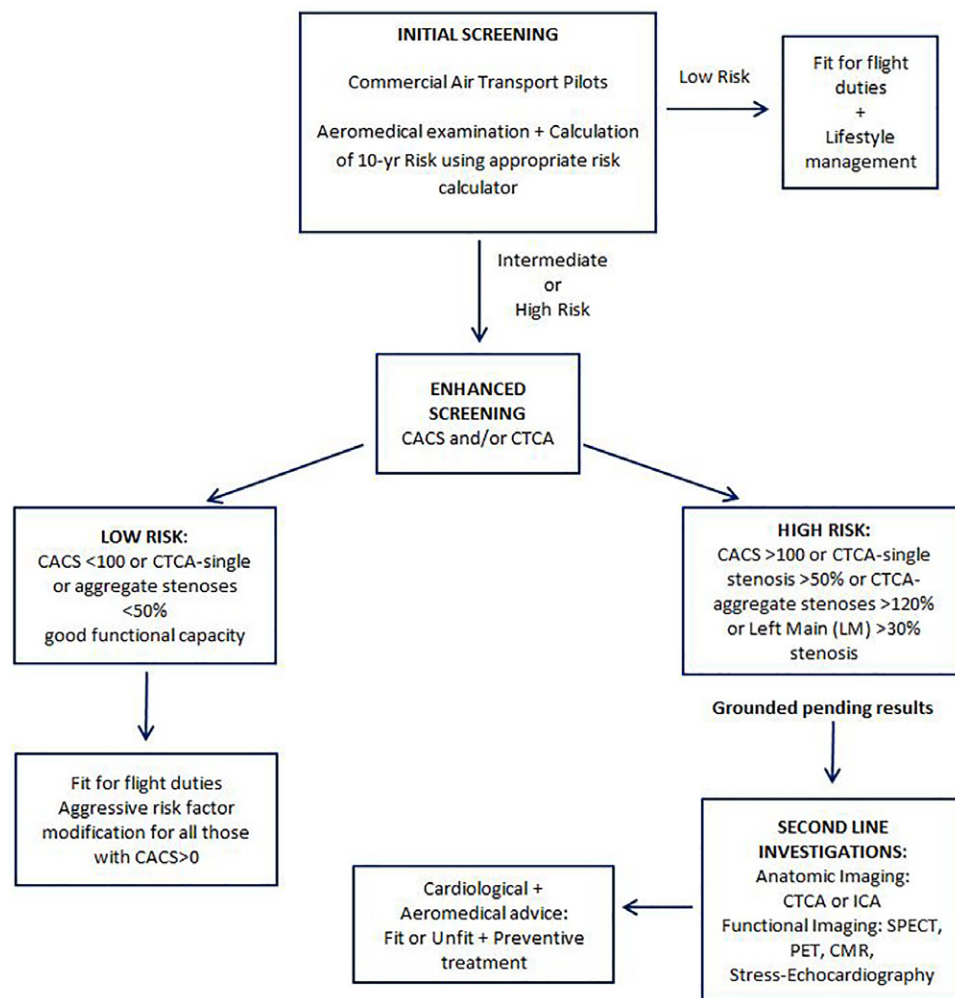 INITIAL SCREENING
Commercial Air Transport Pilots
Aeromedical examination + Calculation
of 10-yr Risk using appropriate risk
calculator
Low Risk
Fit for flight
duties
+
Lifestyle
management
Intermediate
or
High Risk
ENHANCED
SCREENING
CACS and/or CTCA
LOW RISK:
CACS <100 or CTCA-single
or aggregate stenoses
<50%
good functional capacity
HIGH RISK:
CACS >100 or CTCA-single
stenosis >50% or CTCA-
aggregate stenoses >120%
or Left Main (LM) >30%
stenosis
Grounded pending results
Fit for flight duties
Aggressive risk factor
modification for all those
with CACS>0
SECOND LINE
INVESTIGATIONS:
Anatomic Imaging:
CTCA or ICA
Functional Imaging: SPECT,
PET, CMR,
Stress-Echocardiography
Cardiological +
Aeromedical advice:
Fit or Unfit + Preventive
treatment